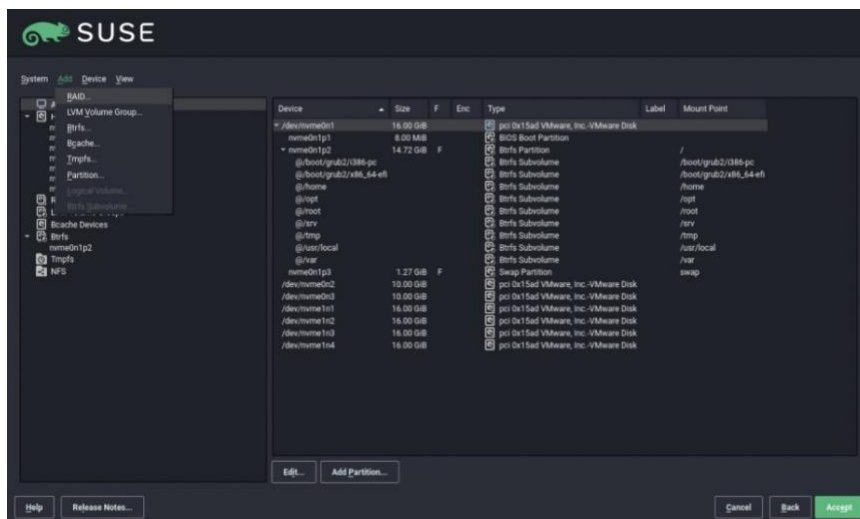 SUSE
System Add Device View
RAID...
LVM Volume Group...
Btrfs...
Bcache...
Tmpfs...
Partition...
Logical Volume...
Btrfs Subvolume...
Bcache Devices
Btrfs
nvme0n1p2
Tmpfs
NFS
Device Size F Enc Type Label Mount Point
/dev/nvme0n1 16.00 GiB pci 0x15ad VMware, Inc.-VMware Disk
nvme0n1p1 8.00 MiB BIOS Boot Partition
nvme0n1p2 14.72 GiB F Btrfs Partition /
@/boot/grub2/i386-pc Btrfs Subvolume /boot/grub2/i386-pc
@/boot/grub2/x86_64-efi Btrfs Subvolume /boot/grub2/x86_64-efi
@/home Btrfs Subvolume /home
@/opt Btrfs Subvolume /opt
@/root Btrfs Subvolume /root
@/srv Btrfs Subvolume /srv
@/tmp Btrfs Subvolume /tmp
@/usr/local Btrfs Subvolume /usr/local
@/var Btrfs Subvolume /var
nvme0n1p3 1.27 GiB F Swap Partition swap
/dev/nvme0n2 10.00 GiB pci 0x15ad VMware, Inc.-VMware Disk
/dev/nvme0n3 10.00 GiB pci 0x15ad VMware, Inc.-VMware Disk
/dev/nvme1n1 16.00 GiB pci 0x15ad VMware, Inc.-VMware Disk
/dev/nvme1n2 16.00 GiB pci 0x15ad VMware, Inc.-VMware Disk
/dev/nvme1n3 16.00 GiB pci 0x15ad VMware, Inc.-VMware Disk
/dev/nvme1n4 16.00 GiB pci 0x15ad VMware, Inc.-VMware Disk
Edit... Add Partition...
Help Release Notes... Cancel Back Accept